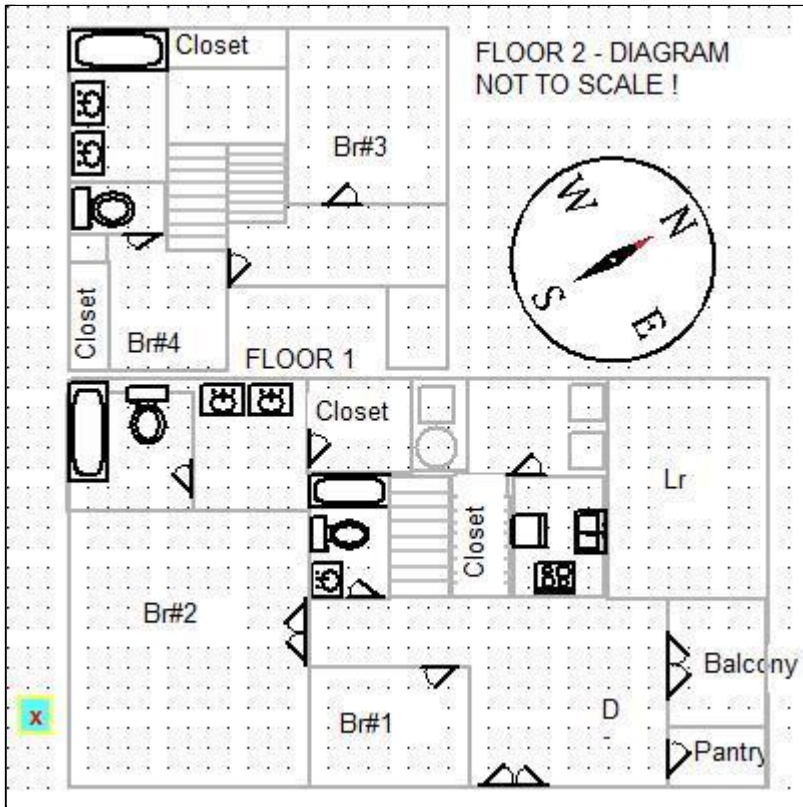 Closet
FLOOR 2 - DIAGRAM
NOT TO SCALE !
Br#3
W
N
S
E
Closet
Br#4
FLOOR 1
Closet
Lr
Closet
Br#2
Balcony
x
Br#1
D
Pantry